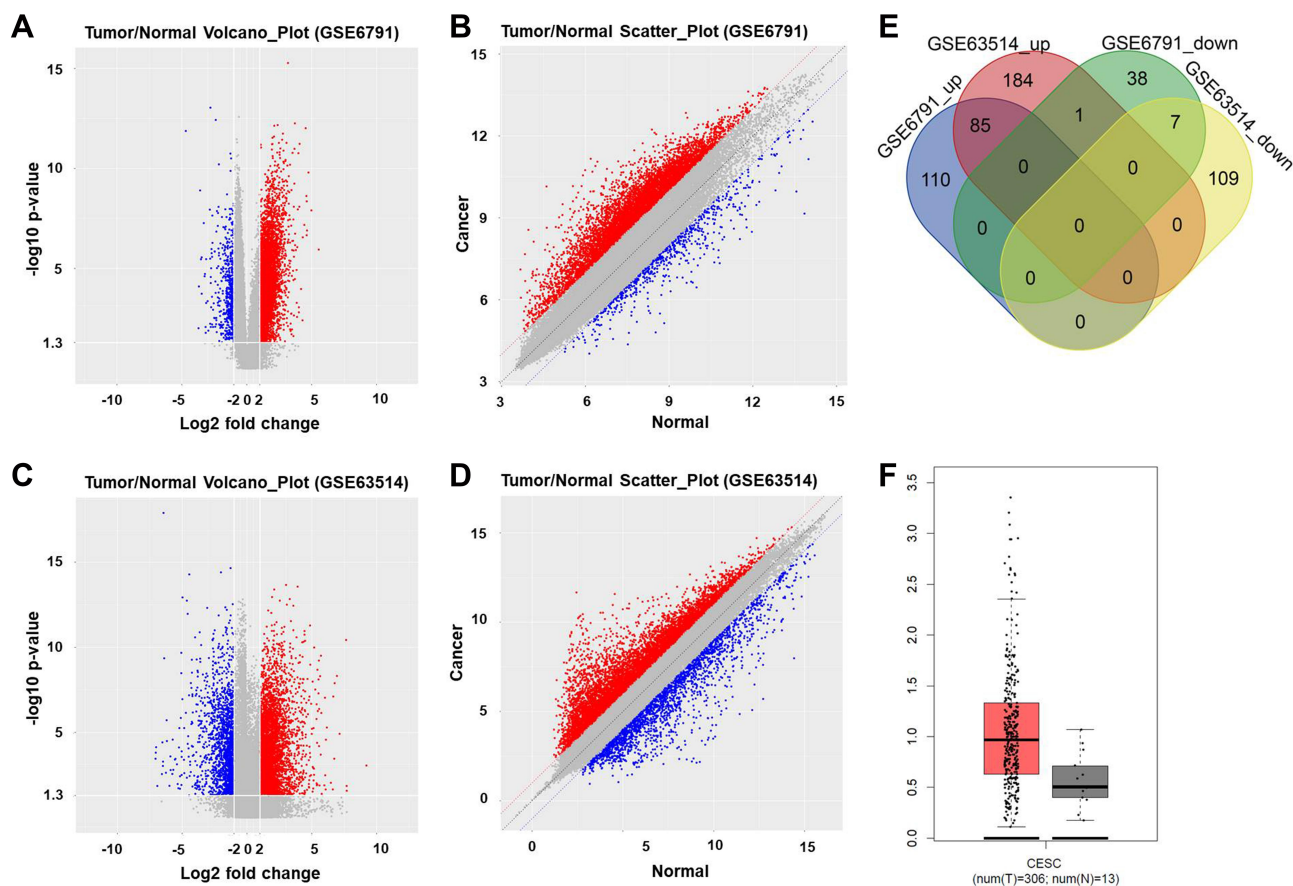 A
Tumor/Normal Volcano_Plot (GSE6791)
-log10 p-value
15
10
5
1.3
-10 -5 -2 0 2 5 10
Log2 fold change
B
Tumor/Normal Scatter_Plot (GSE6791)
Cancer
15
12
9
6
3
3 6 9 12 15
Normal
E
GSE63514_up GSE6791_down
GSE6791_up GSE63514_down
184 38
85 1 7
110 0 0 109
0 0 0
0 0
0
C
Tumor/Normal Volcano_Plot (GSE63514)
-log10 p-value
15
10
5
1.3
-10 -5 -2 0 2 5 10
Log2 fold change
D
Tumor/Normal Scatter_Plot (GSE63514)
Cancer
15
10
5
0
0 5 10 15
Normal
F
3.5
3.0
2.5
2.0
1.5
1.0
0.5
0.0
CESC
(num(T)=306; num(N)=13)